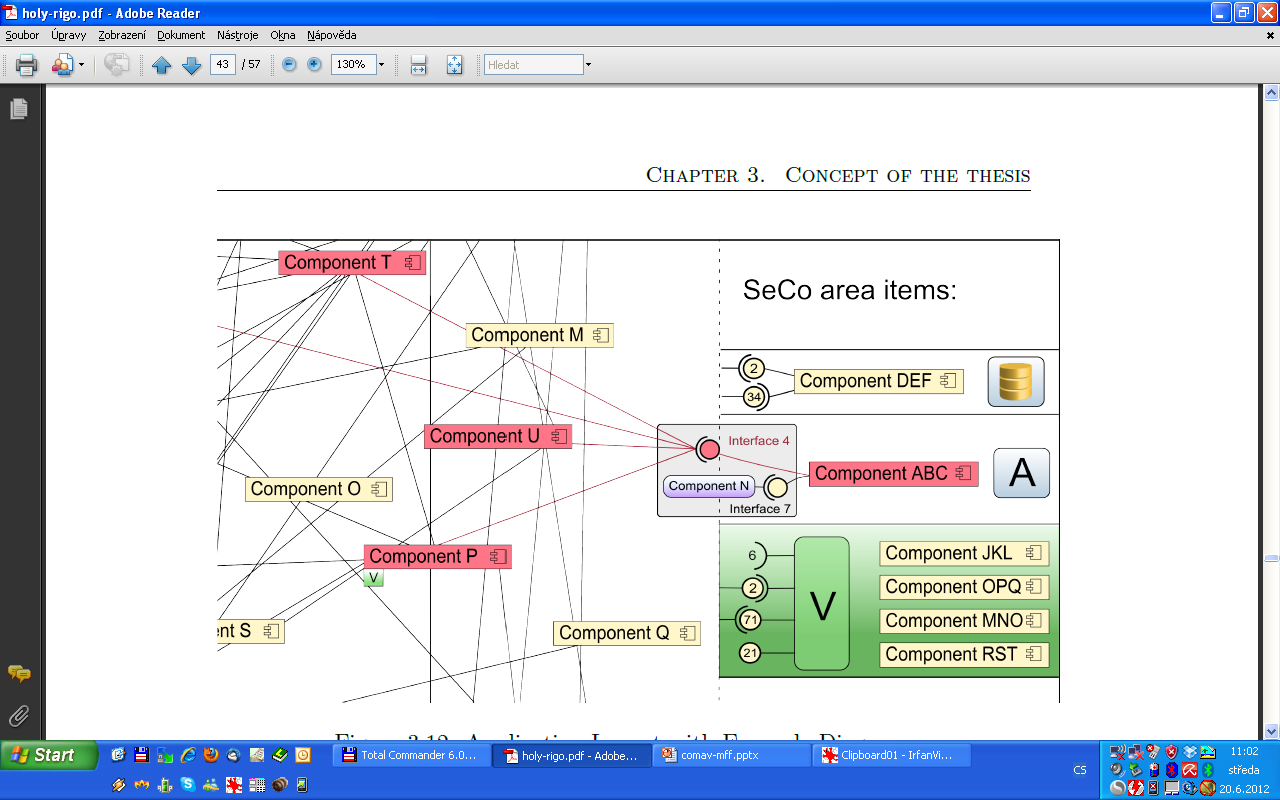 holy-rigo.pdf - Adobe Reader
Soubor Úpravy Zobrazení Dokument Nástroje Okna Nápověda
43 / 57 130% Hledat
CHAPTER 3. CONCEPT OF THE THESIS
Component T
SeCo area items:
Component M
2
Component DEF
34
Component U
Interface 4
Component ABC
A
Component N
Interface 7
Component O
Component P
V
6
2
71
21
V
Component JKL
Component OPQ
Component MNO
Component RST
nt S
Component Q
Start
Total Commander 6.0...
holy-rigo.pdf - Adobe...
comav-mff.pptx
Clipboard01 - IrfanVi...
CS
11:02
středa
20.6.2012